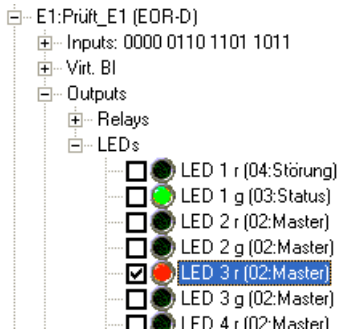 E1:Prüft_E1 (EOR-D)
Inputs: 0000 0110 1101 1011
Virt. BI
Outputs
Relays
LEDs
LED 1 r (04:Störung)
LED 1 g (03:Status)
LED 2 r (02:Master)
LED 2 g (02:Master)
LED 3 r (02:Master)
LED 3 g (02:Master)
LED 4 r (02:Master)